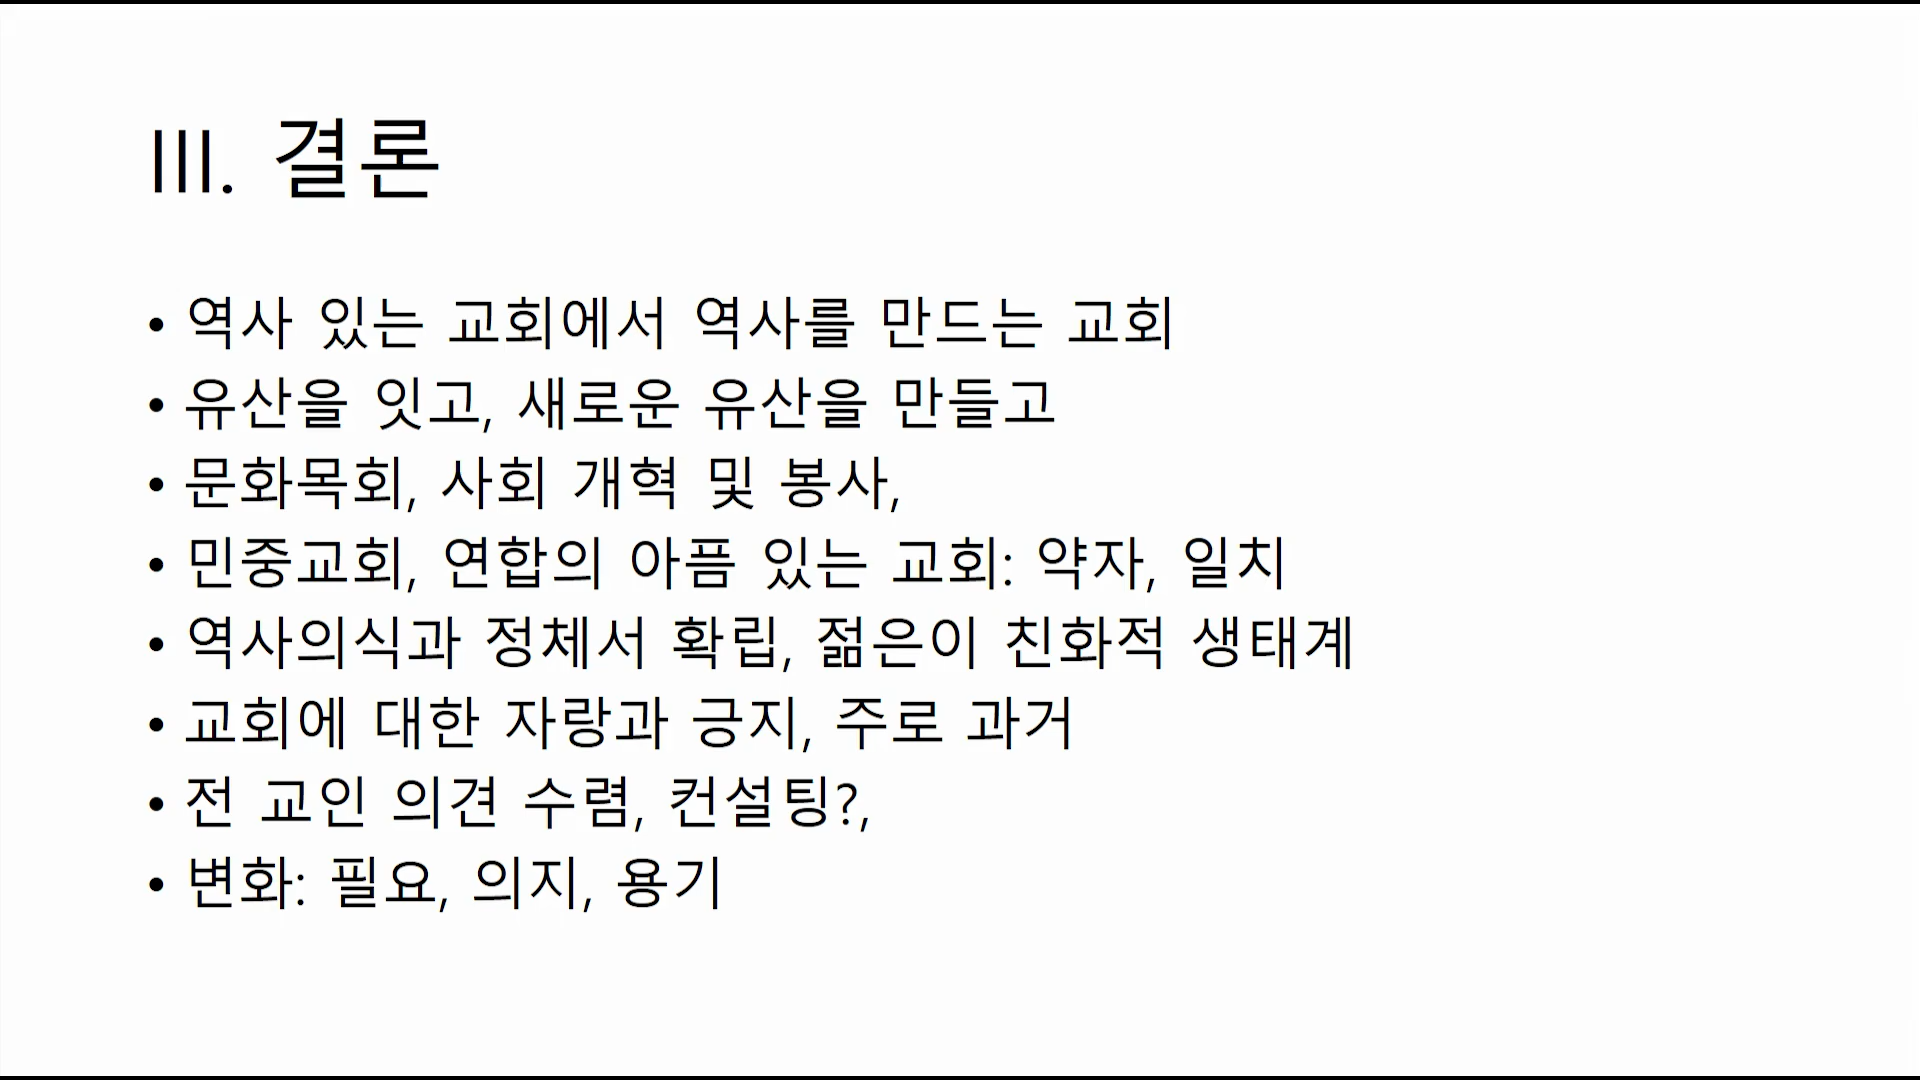 III. 결론
• 역사 있는 교회에서 역사를 만드는 교회
• 유산을 잇고, 새로운 유산을 만들고
• 문화목회, 사회 개혁 및 봉사,
• 민중교회, 연합의 아픔 있는 교회: 약자, 일치
• 역사의식과 정체서 확립, 젊은이 친화적 생태계
• 교회에 대한 자랑과 긍지, 주로 과거
• 전 교인 의견 수렴, 컨설팅?,
• 변화: 필요, 의지, 용기